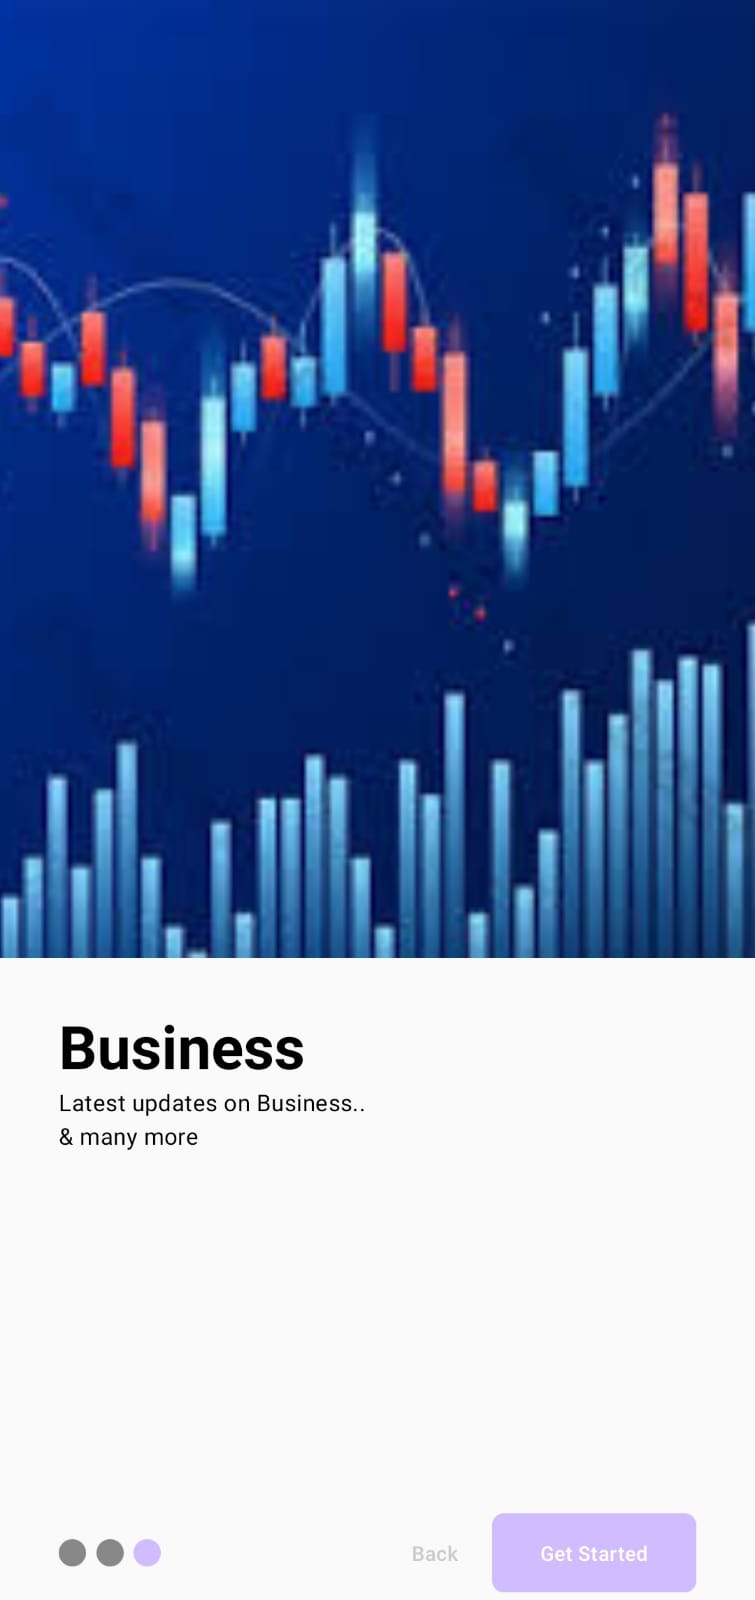 Business
Latest updates on Business..
& many more
Back
Get Started